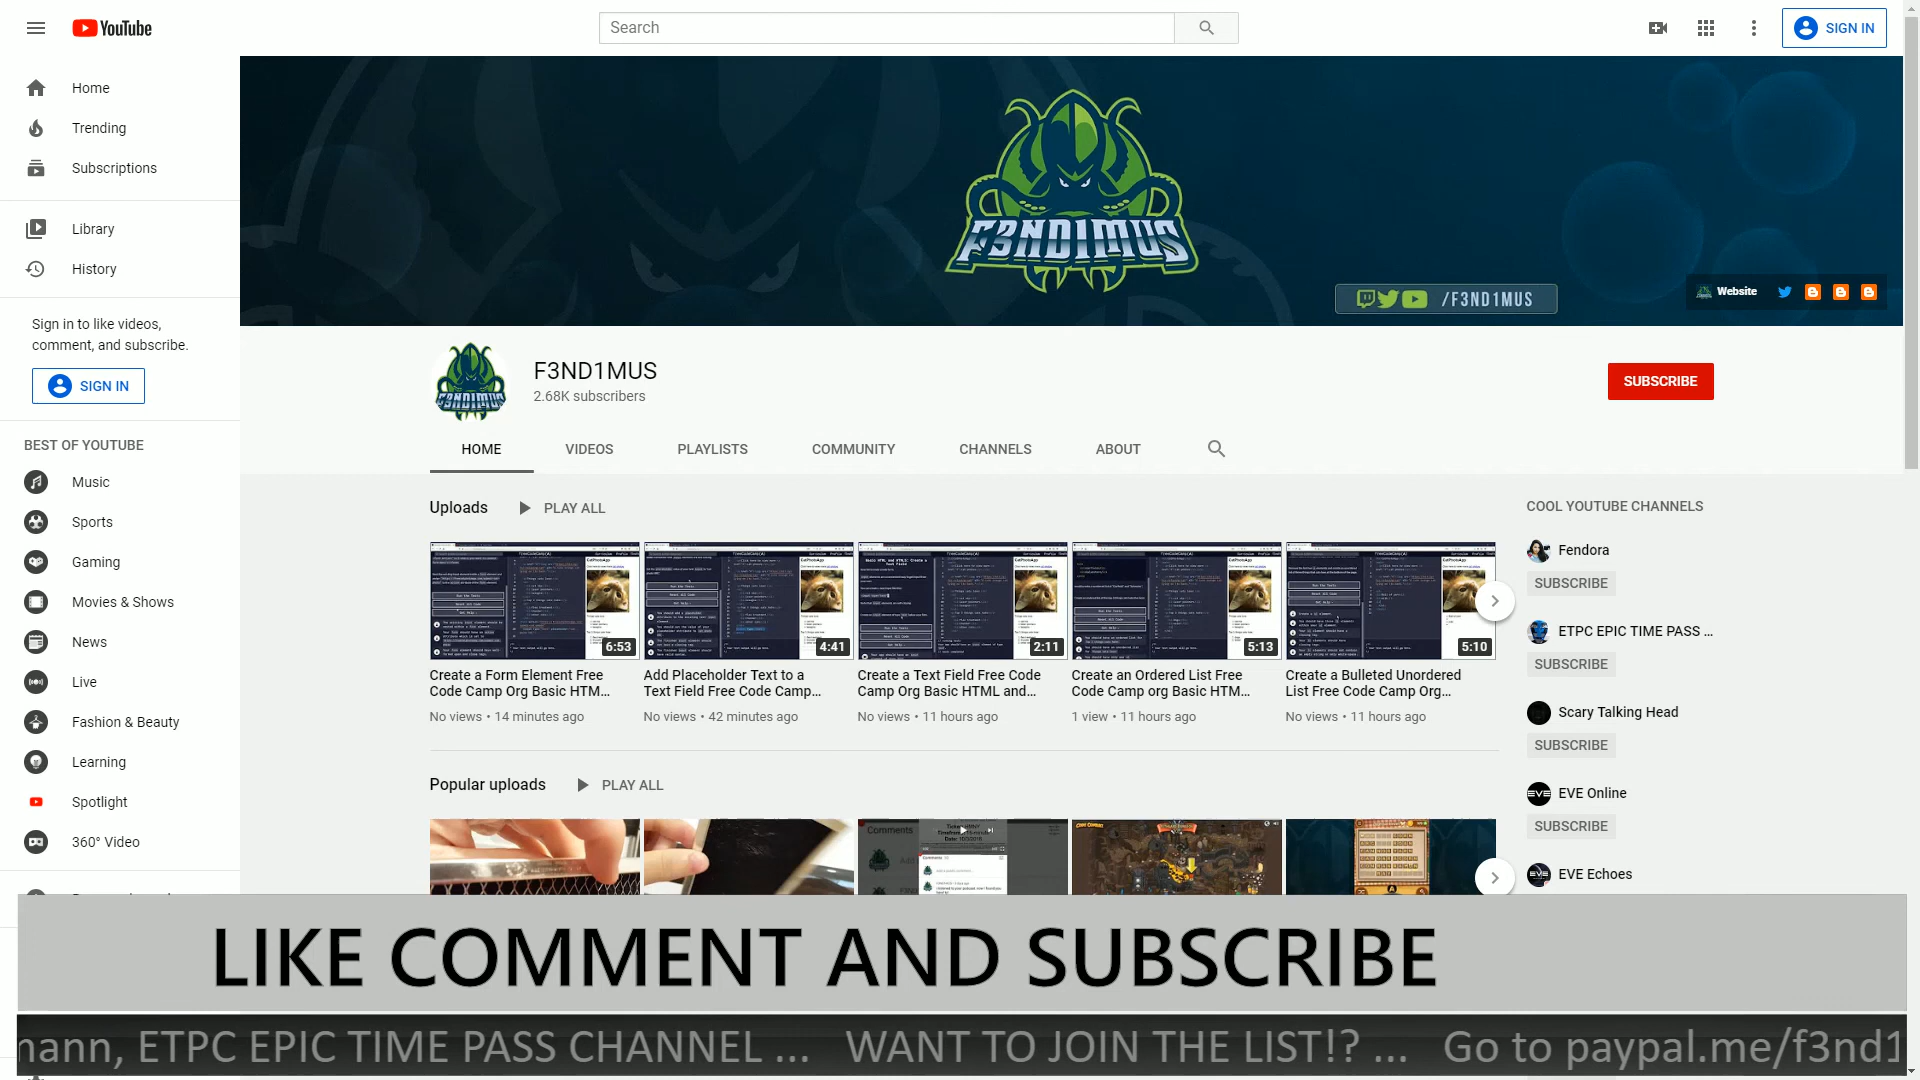 YouTube
Search
SIGN IN
Home
Trending
Subscriptions
Library
History
Sign in to like videos,
comment, and subscribe.
SIGN IN
BEST OF YOUTUBE
Music
Sports
Gaming
Movies & Shows
News
Live
Fashion & Beauty
Learning
Spotlight
360° Video
F3ND1MUS
/F3ND1MUS
Website
F3ND1MUS
2.68K subscribers
SUBSCRIBE
HOME VIDEOS PLAYLISTS COMMUNITY CHANNELS ABOUT
Uploads PLAY ALL
6:53 4:41 2:11 5:13 5:10
Create a Form Element Free
Code Camp Org Basic HTM...
No views • 14 minutes ago
Add Placeholder Text to a
Text Field Free Code Camp...
No views • 42 minutes ago
Create a Text Field Free Code
Camp Org Basic HTML and...
No views • 11 hours ago
Create an Ordered List Free
Code Camp org Basic HTM...
1 view • 11 hours ago
Create a Bulleted Unordered
List Free Code Camp Org...
No views • 11 hours ago
Popular uploads PLAY ALL
Comments
COOL YOUTUBE CHANNELS
Fendora
SUBSCRIBE
ETPC EPIC TIME PASS ...
SUBSCRIBE
Scary Talking Head
SUBSCRIBE
EVE Online
SUBSCRIBE
EVE Echoes
LIKE COMMENT AND SUBSCRIBE
mann, ETPC EPIC TIME PASS CHANNEL ... WANT TO JOIN THE LIST!? ... Go to paypal.me/f3nd1